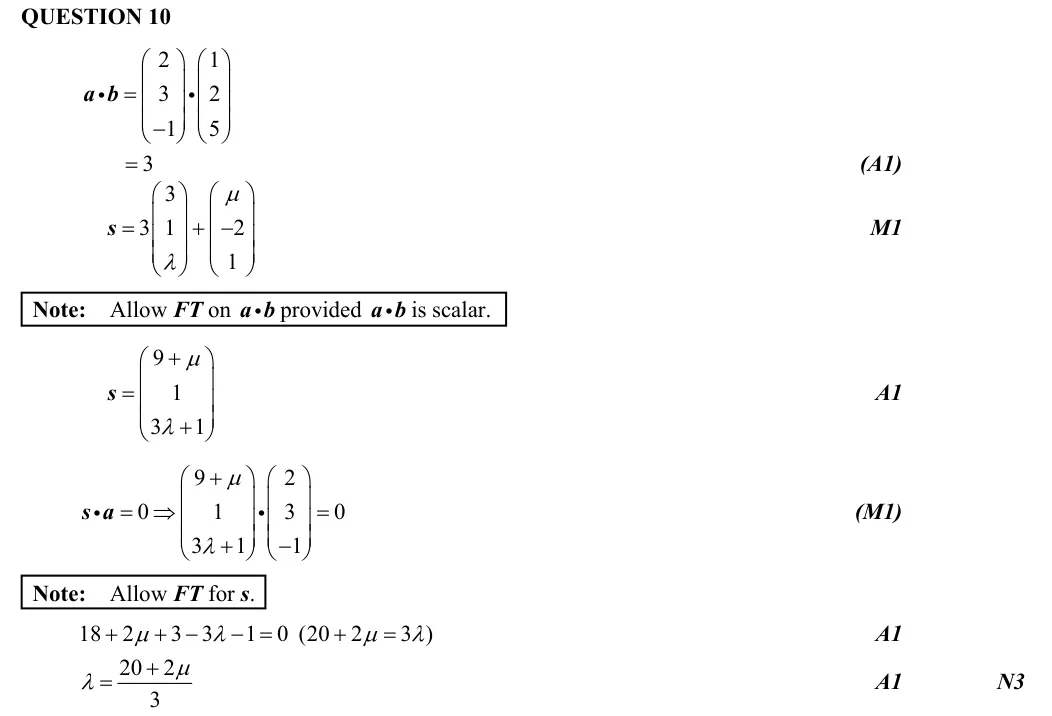 QUESTION 10
a • b = ( 2 3 −1 ) • ( 1 2 5 )
= 3 (A1)
s = 3 ( 3 1 λ ) + ( μ −2 1 ) M1
Note: Allow FT on a • b provided a • b is scalar.
s = ( 9 + μ 1 3λ + 1 ) A1
s • a = 0 ⇒ ( 9 + μ 1 3λ + 1 ) • ( 2 3 −1 ) = 0 (M1)
Note: Allow FT for s.
18 + 2μ + 3 − 3λ − 1 = 0 (20 + 2μ = 3λ) A1
λ = (20 + 2μ)/3 A1 N3